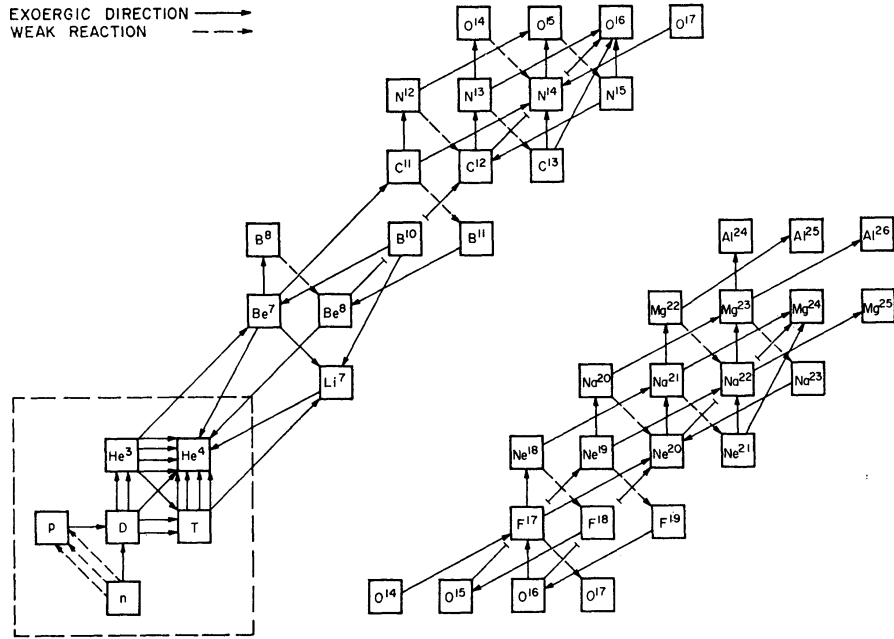 EXOERGIC DIRECTION
WEAK REACTION
O14 O15 O16 O17
N12 N13 N14 N15
C11 C12 C13
B8 B10 B11
Al24 Al25 Al26
Be7 Be8
Mg22 Mg23 Mg24 Mg25
Li7
Na20 Na21 Na22 Na23
He3 He4
Ne18 Ne19 Ne20 Ne21
P D T
F17 F18 F19
n
O14 O15 O16 O17